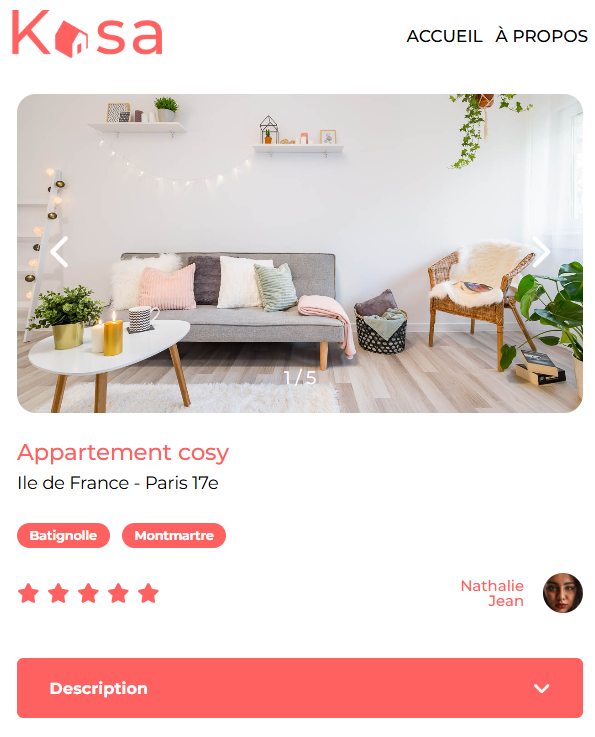 Kasa
ACCUEIL À PROPOS
1 / 5
Appartement cosy
Ile de France - Paris 17e
Batignolle Montmartre
Nathalie
Jean
Description